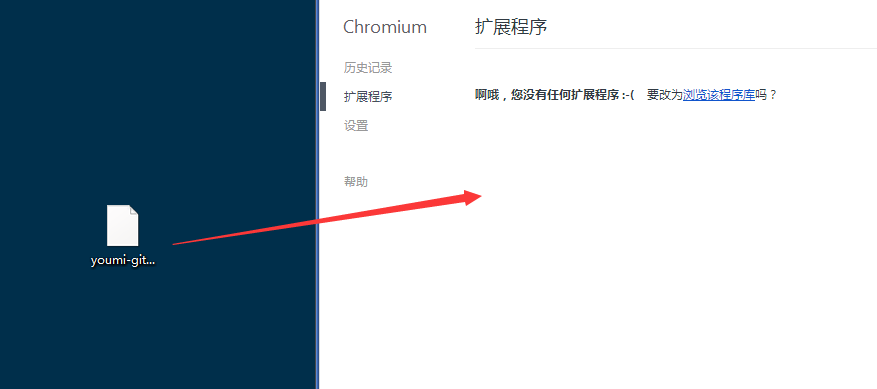 Chromium
扩展程序
历史记录
扩展程序
设置
帮助
啊哦，您没有任何扩展程序 :-( 要改为浏览该程序库吗？
youmi-git...